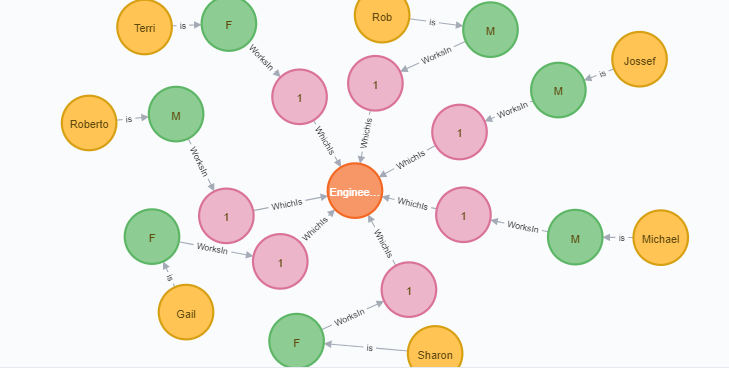 Terri
is
F
WorksIn
1
WhichIs
Rob
is
M
WorksIn
1
WhichIs
Jossef
is
M
WorksIn
1
WhichIs
Roberto
is
M
WorksIn
1
WhichIs
Enginee...
WhichIs
1
WorksIn
M
is
Michael
F
WorksIn
1
WhichIs
is
Gail
WhichIs
1
WorksIn
F
is
Sharon